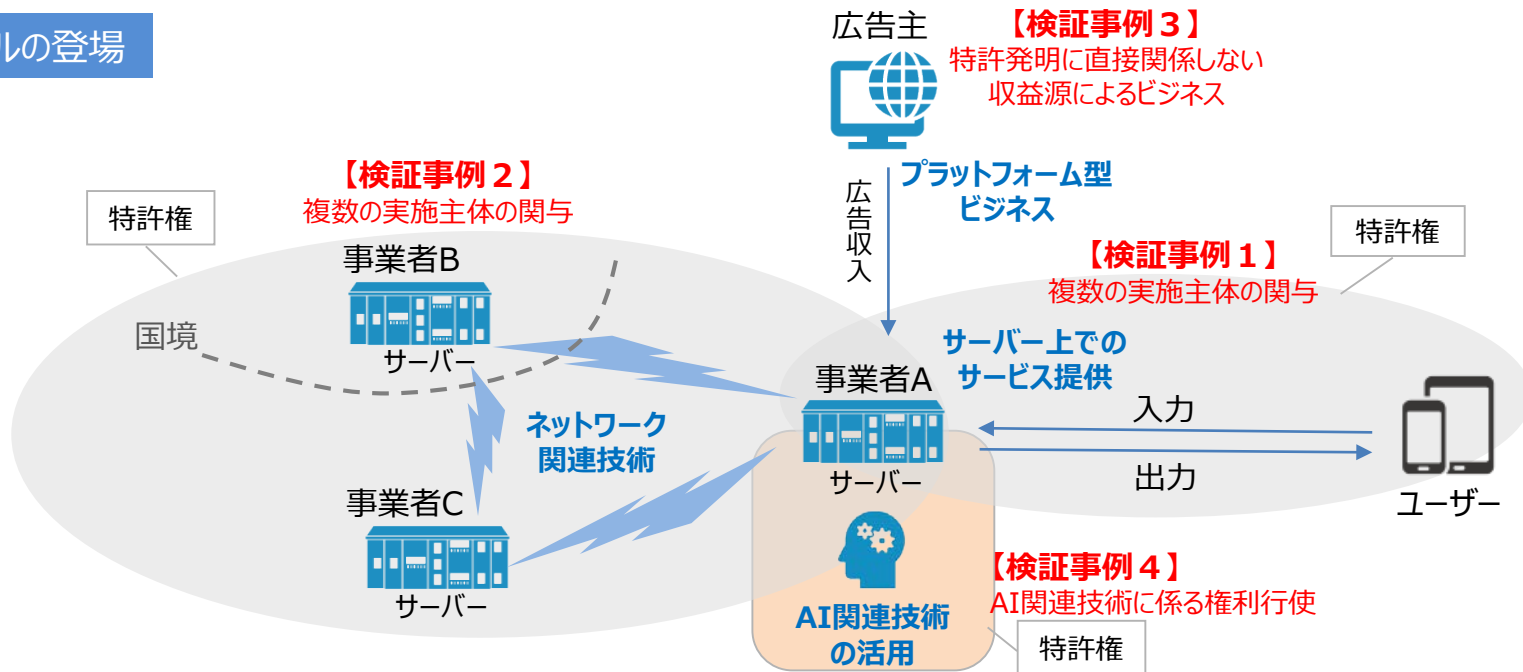 ルの登場
広告主
【検証事例３】
特許発明に直接関係しない
収益源によるビジネス
広告収入
プラットフォーム型
ビジネス
【検証事例２】
複数の実施主体の関与
特許権
事業者B
サーバー
国境
ネットワーク
関連技術
事業者C
サーバー
【検証事例１】
複数の実施主体の関与
特許権
サーバー上での
サービス提供
事業者A
サーバー
入力
出力
ユーザー
AI関連技術
の活用
【検証事例４】
AI関連技術に係る権利行使
特許権